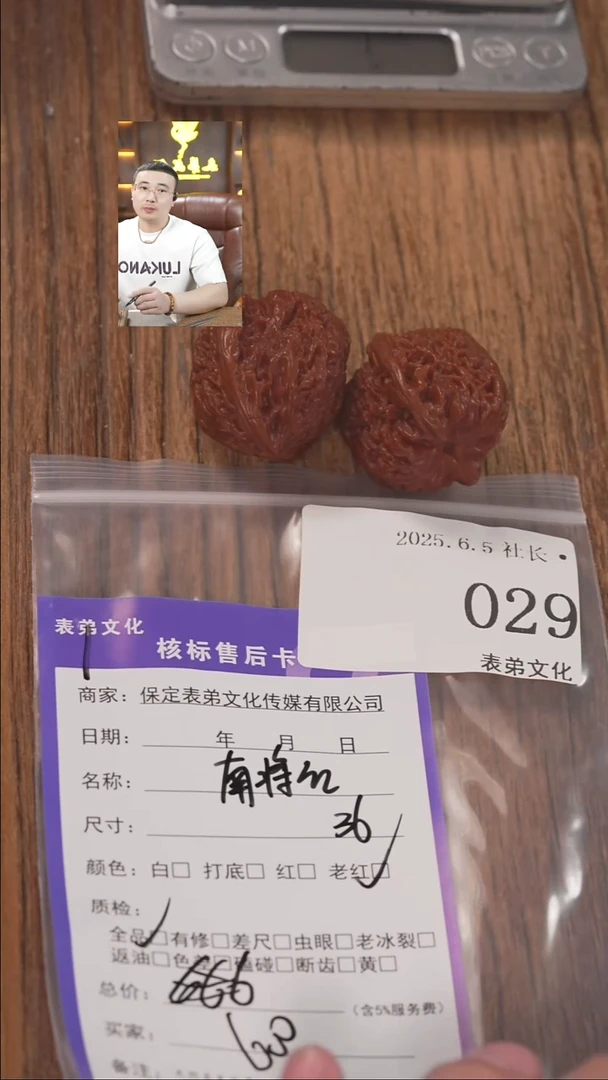 LUKANO
2025.6.5 社长·
029
表弟文化
表弟文化
核标售后卡
商家：保定表弟文化传媒有限公司
日期：年 月 日
名称：南将红
尺寸：36
颜色：白□ 打底□ 红□ 老红□
质检：
全品□有修□差尺□虫眼□老冰裂□
返油□色差□磕碰□断齿□黄□
总价：（含5%服务费）
买家：
备注：